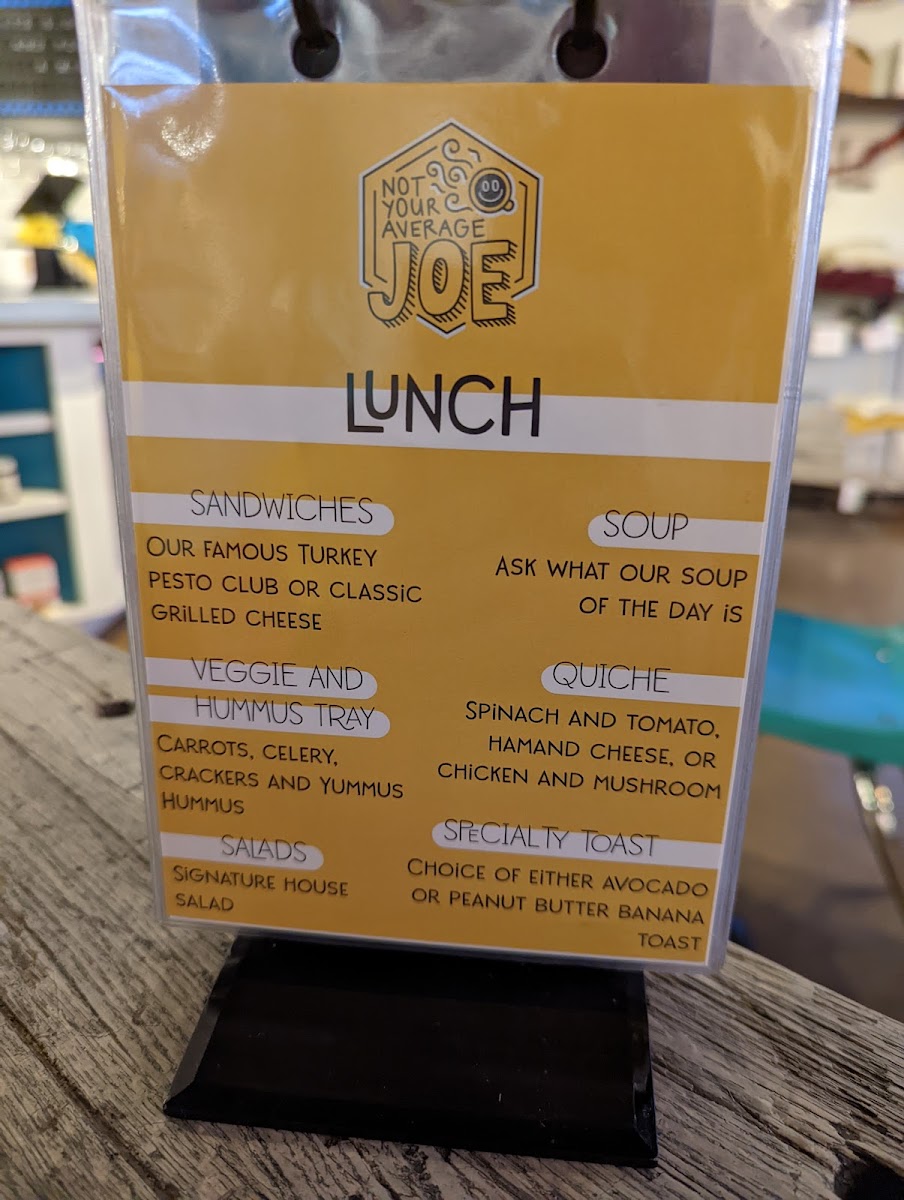 NOT
YOUR
AVERAGE
JOE
LUNCH
SANDWICHES
OUR FAMOUS TURKEY
PESTO CLUB OR CLASSiC
GRiLLED CHEESE
VEGGIE AND
HUMMUS TRAY
CARROTS, CELERY,
CRACKERS AND YUMMUS
HUMMUS
SALADS
SiGNATURE HOUSE
SALAD
SOUP
ASK WHAT OUR SOUP
OF THE DAY iS
QUICHE
SPiNACH AND TOMATO,
HAMAND CHEESE, OR
CHiCKEN AND MUSHROOM
SPECIALTY TOAST
CHOiCE OF EiTHER AVOCADO
OR PEANUT BUTTER BANANA
TOAST